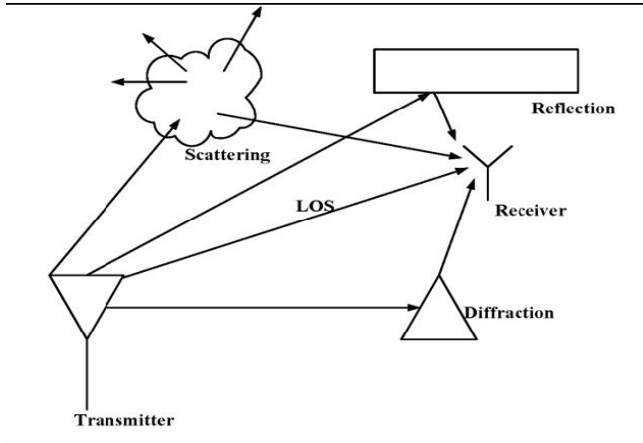 Reflection
Scattering
LOS
Receiver
Diffraction
Transmitter